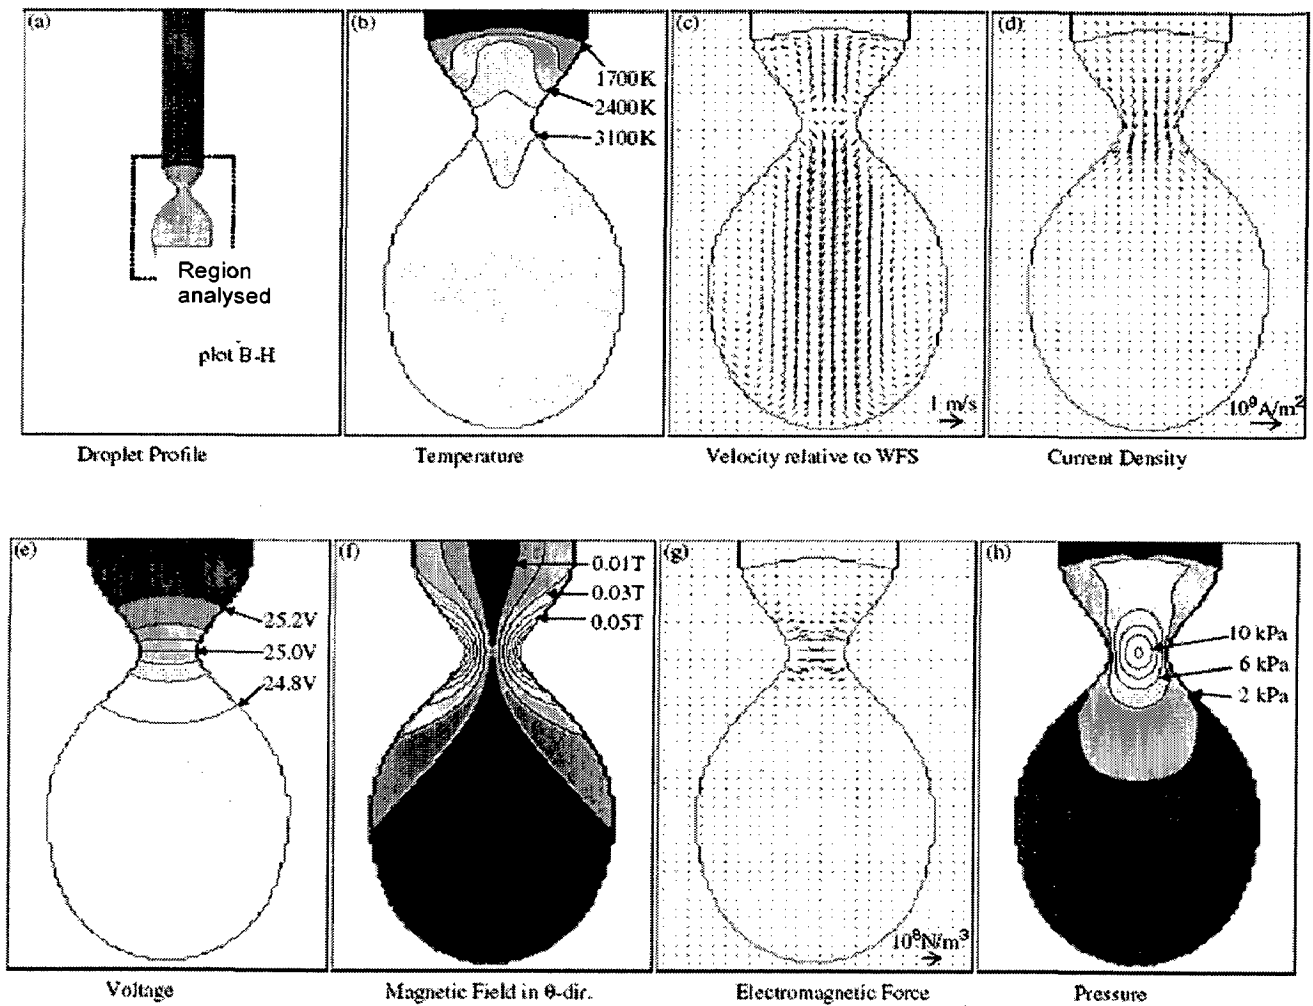 (a)
Region
analysed
plot B-H
Droplet Profile
(b)
1700K
2400K
3100K
Temperature
(c)
1 m/s
Velocity relative to WFS
(d)
10⁹A/m²
Current Density
(e)
25.2V
25.0V
24.8V
Voltage
(f)
0.01T
0.03T
0.05T
Magnetic Field in θ-dir.
(g)
10⁸N/m³
Electromagnetic Force
(h)
10 kPa
6 kPa
2 kPa
Pressure